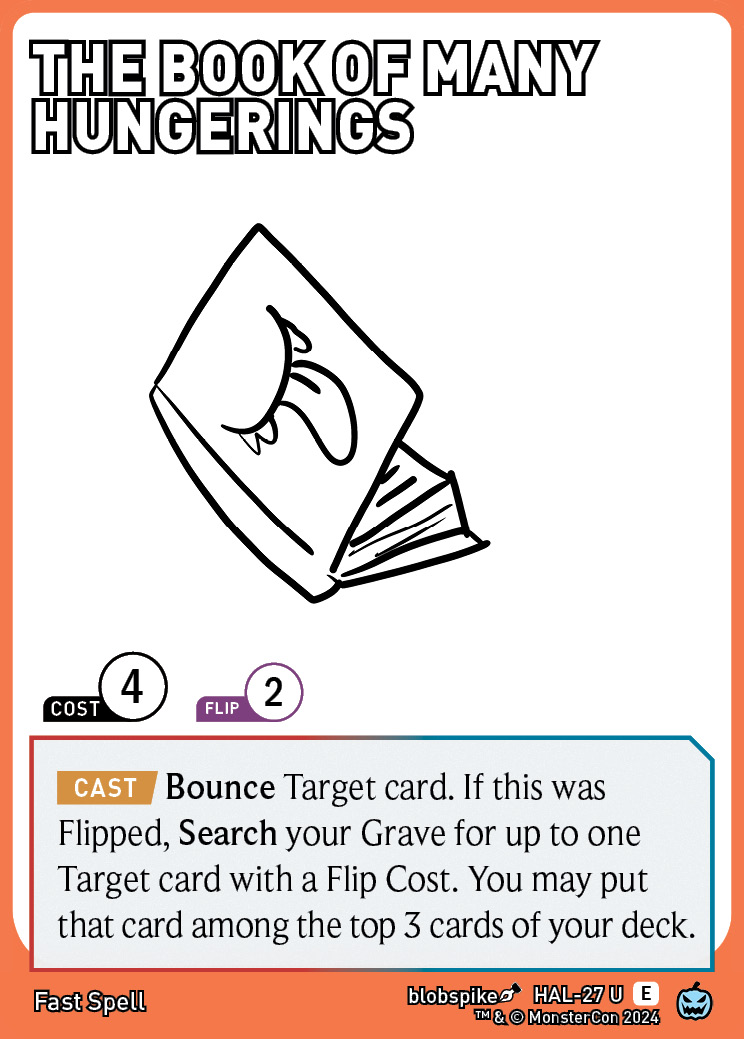 THE BOOK OF MANY
HUNGERINGS
COST 4 FLIP 2
CAST Bounce Target card. If this was
Flipped, Search your Grave for up to one
Target card with a Flip Cost. You may put
that card among the top 3 cards of your deck.
Fast Spell
blobspike HAL-27 U E
™ & © MonsterCon 2024